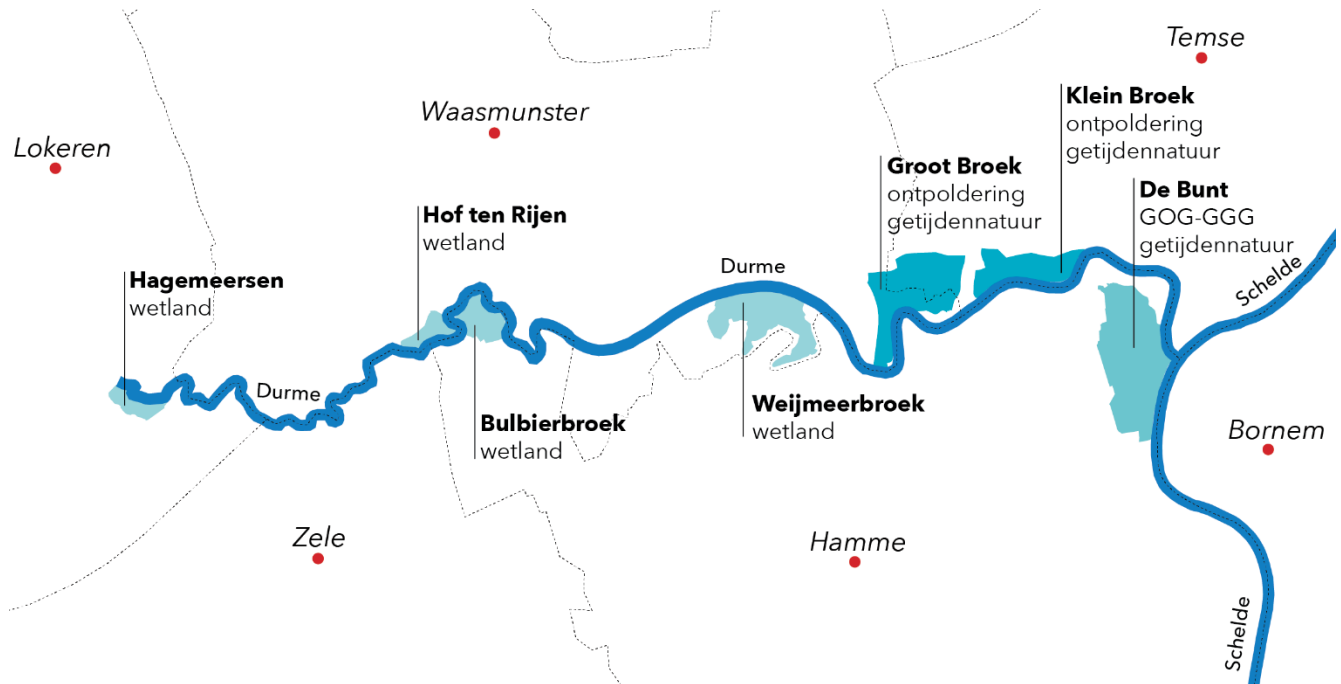 Temse
Klein Broek
ontpoldering
getijdennatuur
Waasmunster
Lokeren
Groot Broek
ontpoldering
getijdennatuur
De Bunt
GOG-GGG
getijdennatuur
Hof ten Rijen
wetland
Hagemeersen
wetland
Durme
Schelde
Durme
Weijmeerbroek
wetland
Bulbierbroek
wetland
Bornem
Zele
Hamme
Schelde